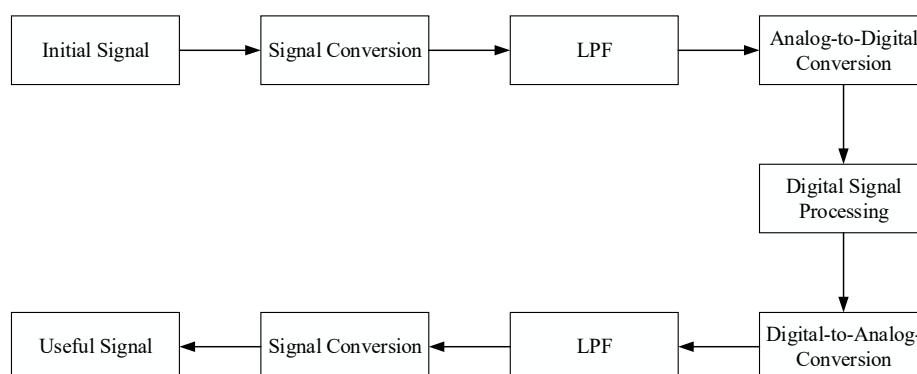 Initial Signal
Signal Conversion
LPF
Analog-to-Digital
Conversion
Digital Signal
Processing
Digital-to-Analog-
Conversion
LPF
Signal Conversion
Useful Signal